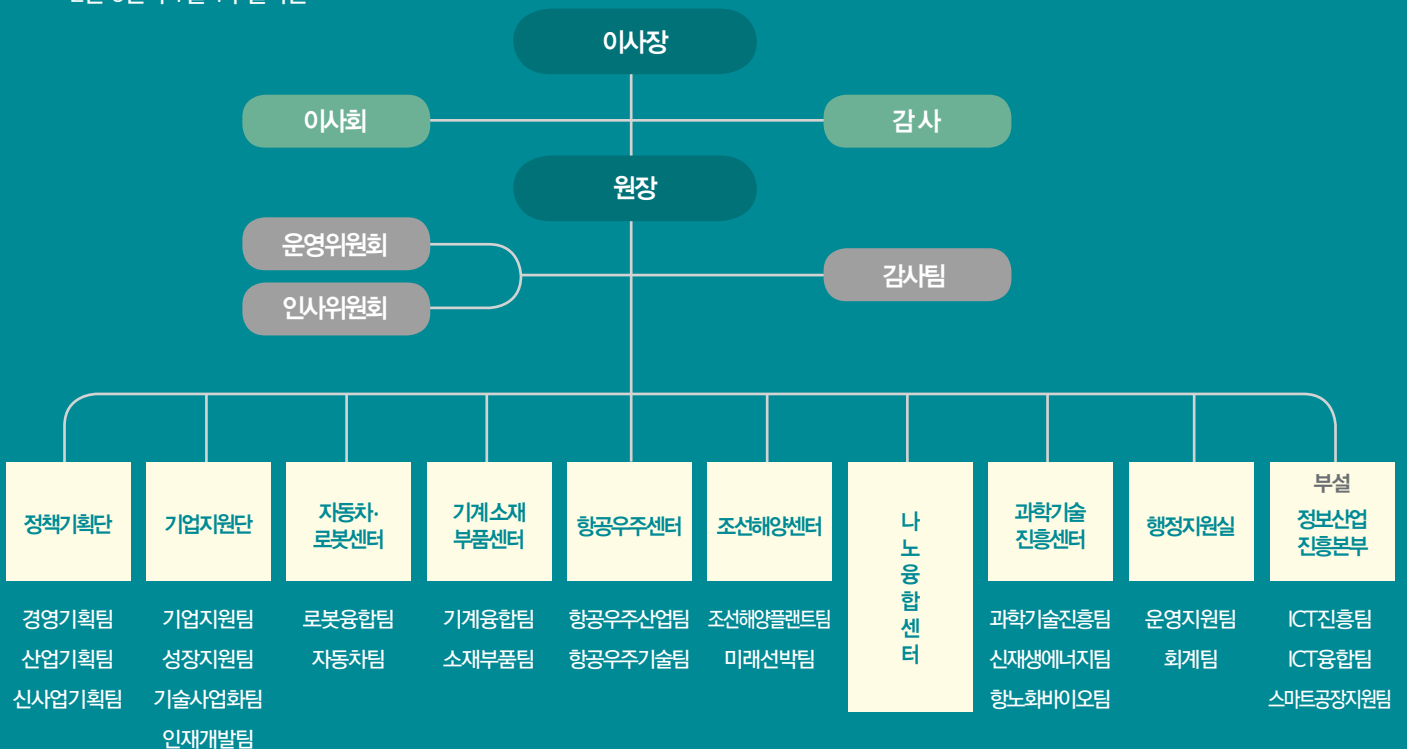 이사장
이사회
감 사
원장
운영위원회
인사위원회
감사팀
정책기획단
경영기획팀
산업기획팀
신사업기획팀
기업지원단
기업지원팀
성장지원팀
기술사업화팀
인재개발팀
자동차·
로봇센터
로봇융합팀
자동차팀
기계소재
부품센터
기계융합팀
소재부품팀
항공우주센터
항공우주산업팀
항공우주기술팀
조선해양센터
조선해양플랜트팀
미래선박팀
나
노
융
합
센
터
과학기술
진흥센터
과학기술진흥팀
신재생에너지팀
항노화바이오팀
행정지원실
운영지원팀
회계팀
부설
정보산업
진흥본부
ICT진흥팀
ICT융합팀
스마트공장지원팀